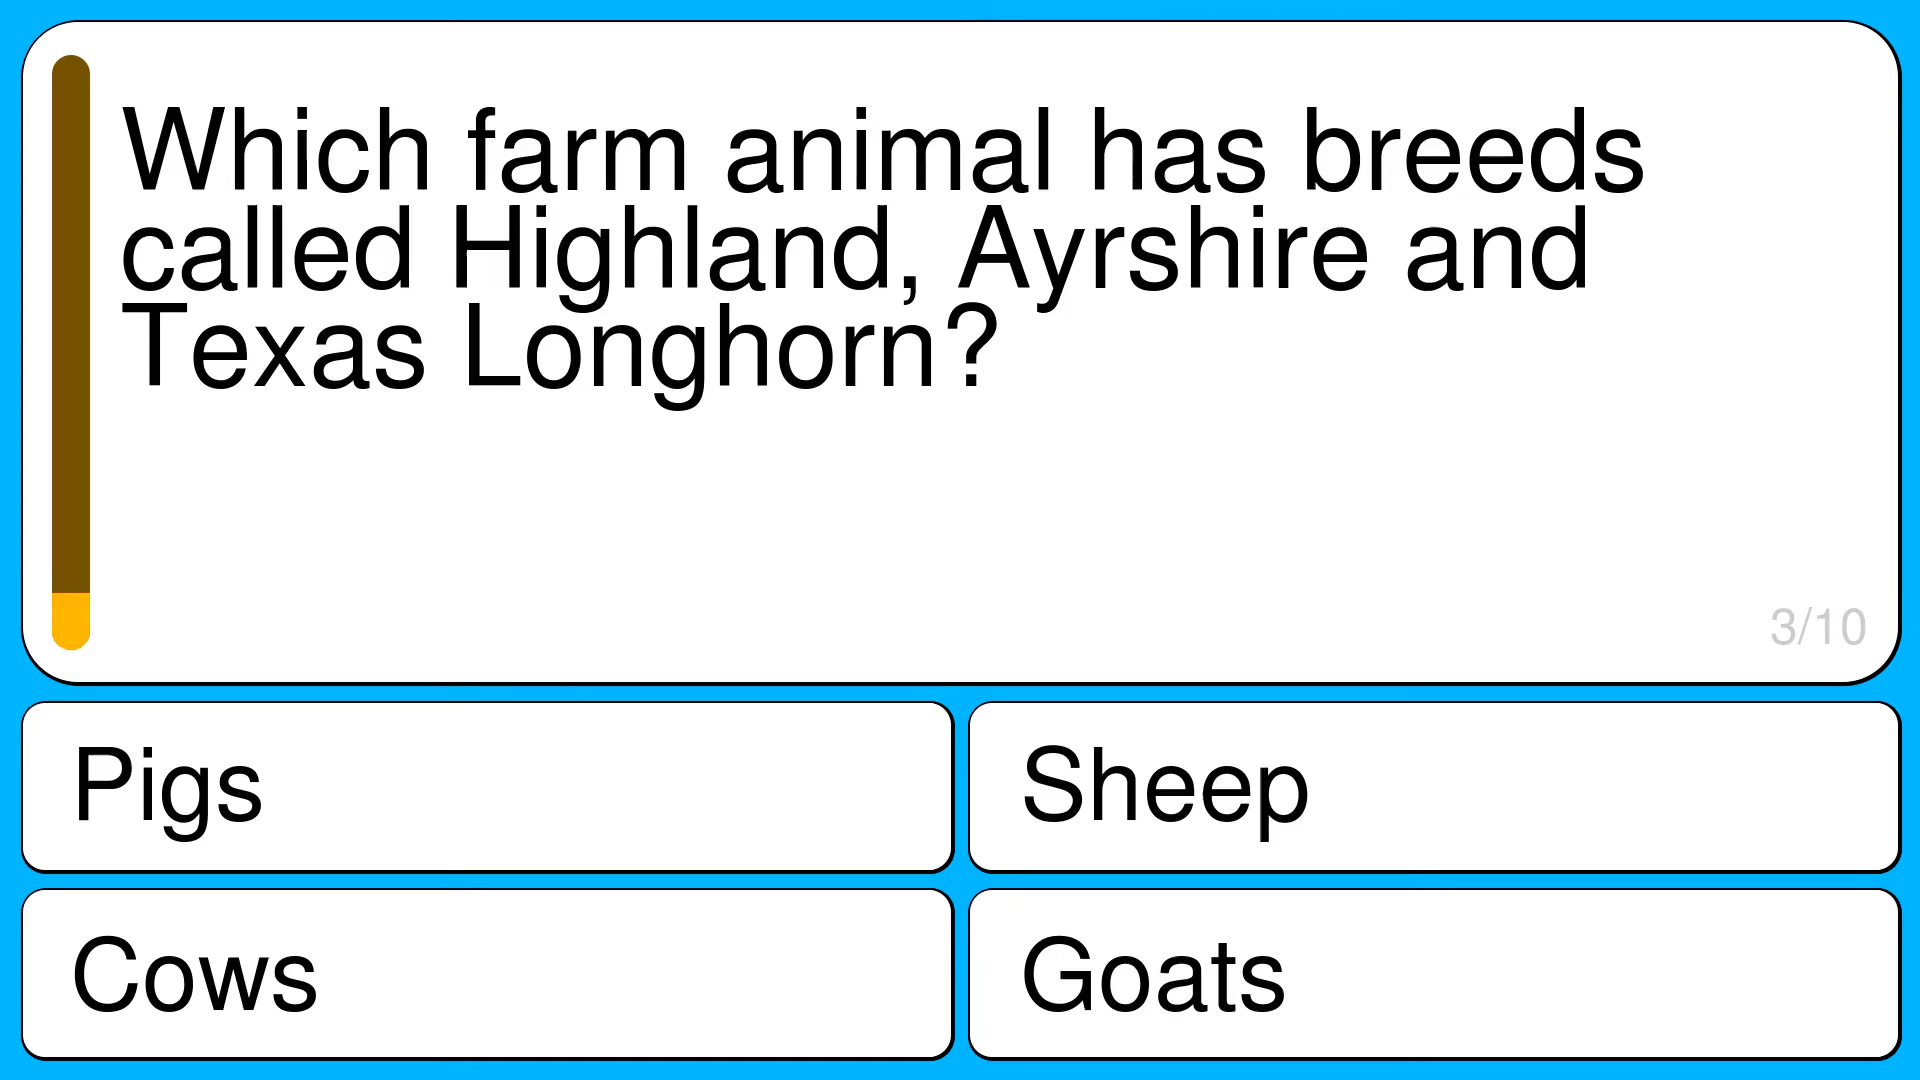 Which farm animal has breeds
called Highland, Ayrshire and
Texas Longhorn?
3/10
Pigs
Sheep
Cows
Goats